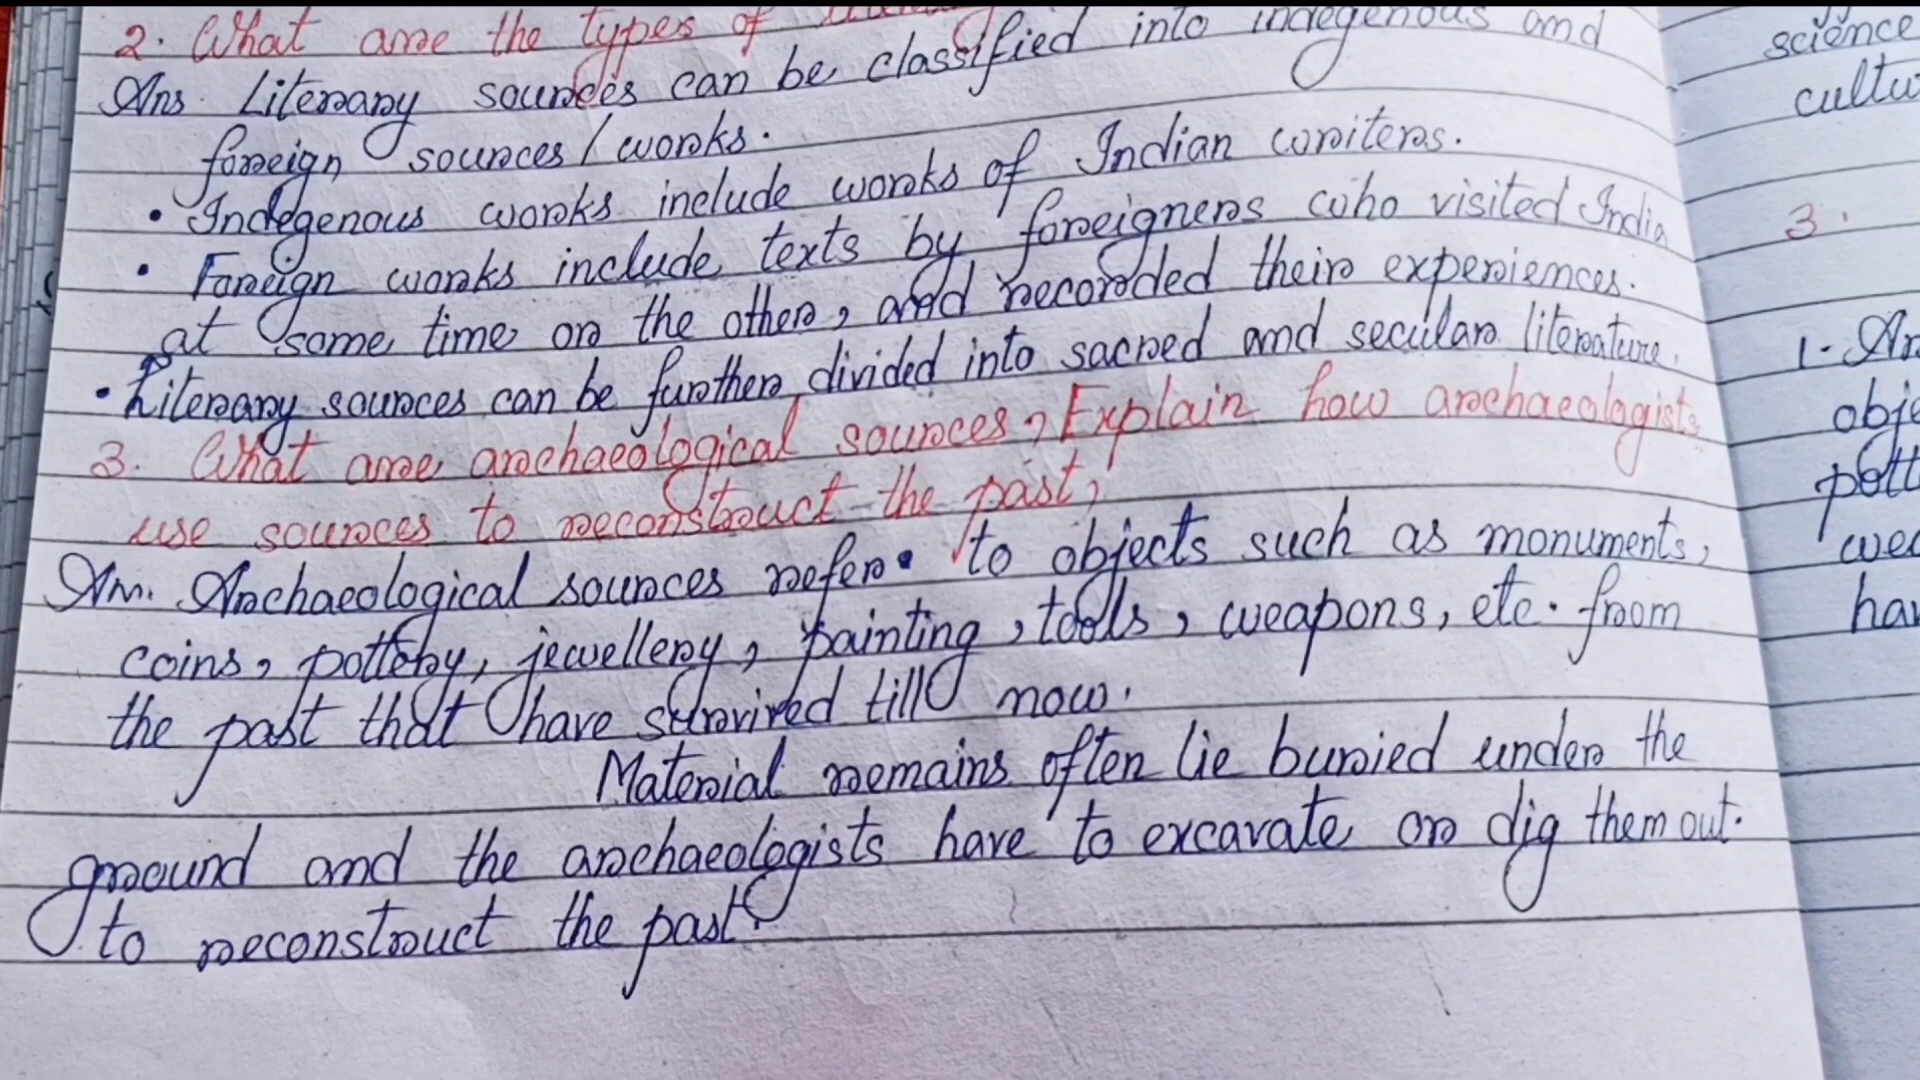 2. What are the types of
Ans. Literary sources can be classified into indegenous and
foreign sources/works.
• Indegenous works include works of Indian writers.
• Foreign works include texts by foreigners who visited India
at some time or the other, and recorded their experiences.
• Literary sources can be further divided into sacred and secular literature.
3. What are archaeological sources, Explain how archaeologists
use sources to reconstruct the past,
Ans. Archaeological sources refer to objects such as monuments,
coins, pottery, jewellery, painting, tools, weapons, etc. from
the past that have survived till now.
Material remains often lie buried under the
ground and the archaeologists have to excavate or dig them out.
to reconstruct the past.
science
3.
1.